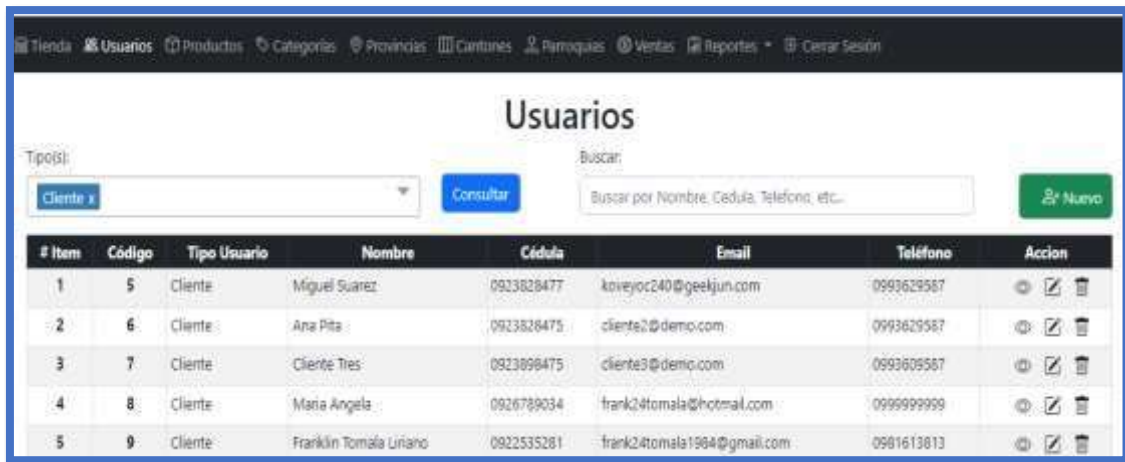 Tienda Usuarios Productos Categorías Provincias Cantones Parroquias Ventas Reportes Cerrar Sesión
Usuarios
Tipo(s): Buscar:
Cliente x Consultar Buscar por Nombre, Cedula, Telefono, etc... Nuevo
# Item Código Tipo Usuario Nombre Cédula Email Teléfono Accion
1 5 Cliente Miguel Suarez 0923828477 koveyoc240@geekjun.com 0993629587
2 6 Cliente Ana Pita 0923828475 cliente2@demo.com 0993629587
3 7 Cliente Cliente Tres 0923898475 cliente3@demo.com 0993609587
4 8 Cliente Maria Angela 0926789034 frank24tomala@hotmail.com 0999999999
5 9 Cliente Franklin Tomala Liriano 0922535281 frank24tomala1984@gmail.com 0981613813